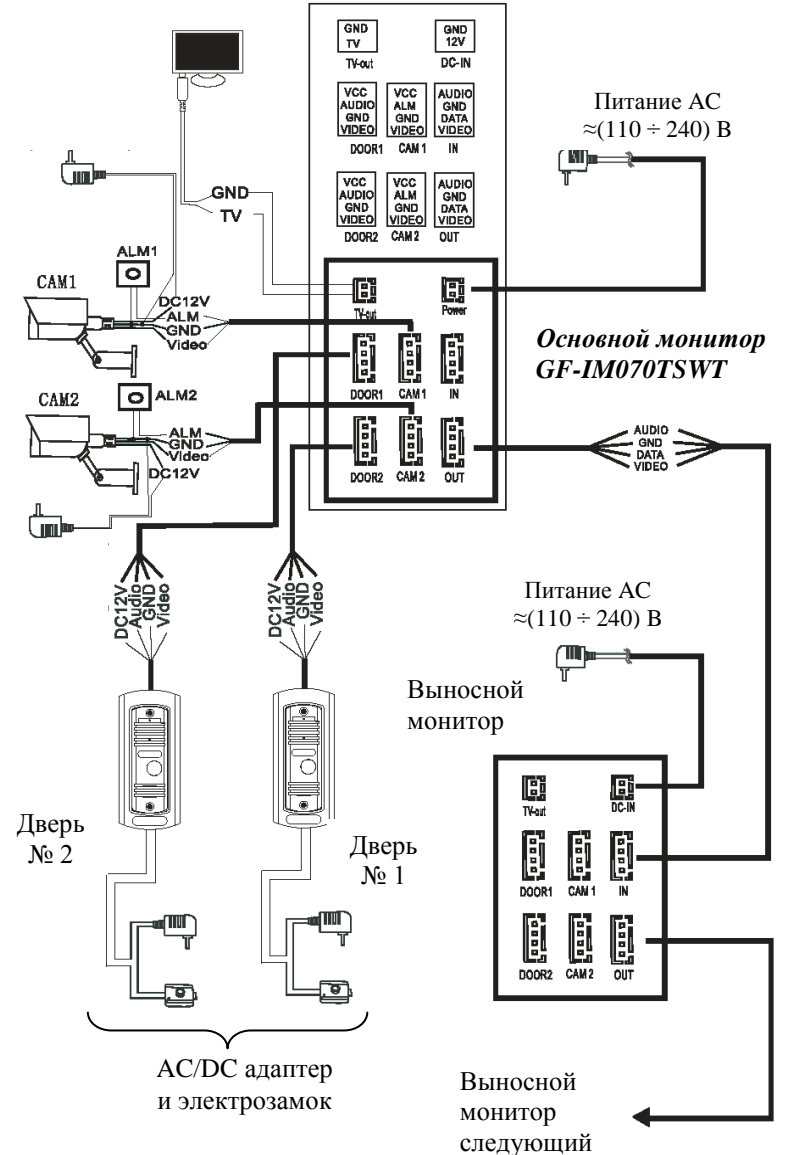 GND
TV
TV-out
GND
12V
DC-IN
VCC
AUDIO
GND
VIDEO
DOOR1
VCC
ALM
GND
VIDEO
CAM 1
AUDIO
GND
DATA
VIDEO
IN
VCC
AUDIO
GND
VIDEO
DOOR2
VCC
ALM
GND
VIDEO
CAM 2
AUDIO
GND
DATA
VIDEO
OUT
Питание AC
≈(110 ÷ 240) В
GND
TV
ALM1
CAM1
DC12V
ALM
GND
Video
TV-out
Power
DOOR1
CAM 1
IN
DOOR2
CAM 2
OUT
Основной монитор
GF-IM070TSWT
CAM2
ALM2
ALM
GND
Video
DC12V
AUDIO
GND
DATA
VIDEO
DC12V
Audio
GND
Video
DC12V
Audio
GND
Video
Питание AC
≈(110 ÷ 240) В
Выносной
монитор
TV-out
DC-IN
DOOR1
CAM 1
IN
DOOR2
CAM 2
OUT
Дверь
№ 2
Дверь
№ 1
AC/DC адаптер
и электрозамок
Выносной
монитор
следующий